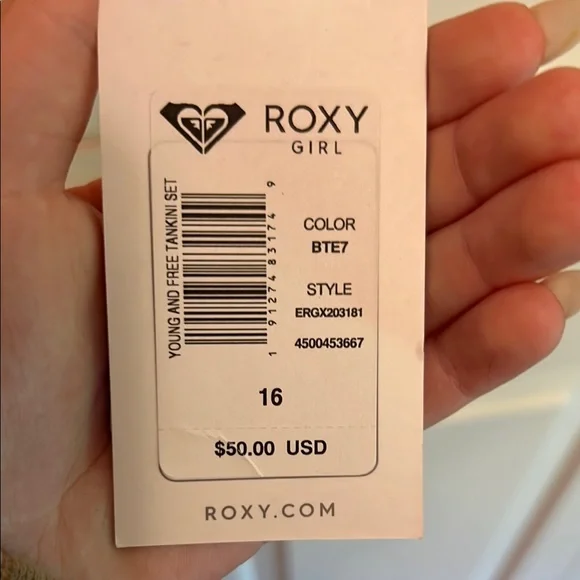 ROXY
GIRL
YOUNG AND FREE TANKINI SET
1 91274 83174 9
COLOR
BTE7
STYLE
ERGX203181
4500453667
16
$50.00 USD
ROXY.COM